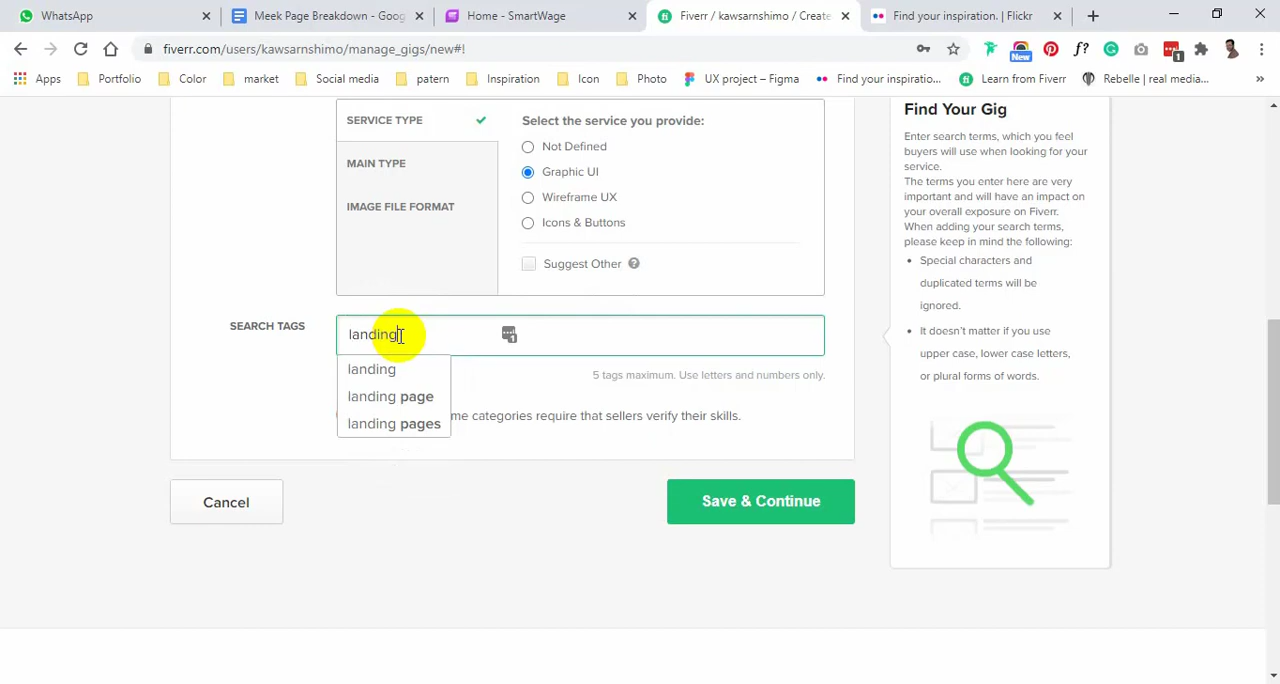 WhatsApp
Meek Page Breakdown - Goog
Home - SmartWage
Fiverr / kawsarnshimo / Create
Find your inspiration. | Flickr
fiverr.com/users/kawsarnshimo/manage_gigs/new#!
New
f?
1
Apps
Portfolio
Color
market
Social media
patern
Inspiration
Icon
Photo
UX project – Figma
Find your inspiratio...
Learn from Fiverr
Rebelle | real media...
»
SERVICE TYPE
MAIN TYPE
IMAGE FILE FORMAT
Select the service you provide:
Not Defined
Graphic UI
Wireframe UX
Icons & Buttons
Suggest Other ?
SEARCH TAGS
landing
landing
landing page
landing pages
5 tags maximum. Use letters and numbers only.
me categories require that sellers verify their skills.
Cancel
Save & Continue
Find Your Gig
Enter search terms, which you feel
buyers will use when looking for your
service.
The terms you enter here are very
important and will have an impact on
your overall exposure on Fiverr.
When adding your search terms,
please keep in mind the following:
• Special characters and
duplicated terms will be
ignored.
• It doesn't matter if you use
upper case, lower case letters,
or plural forms of words.